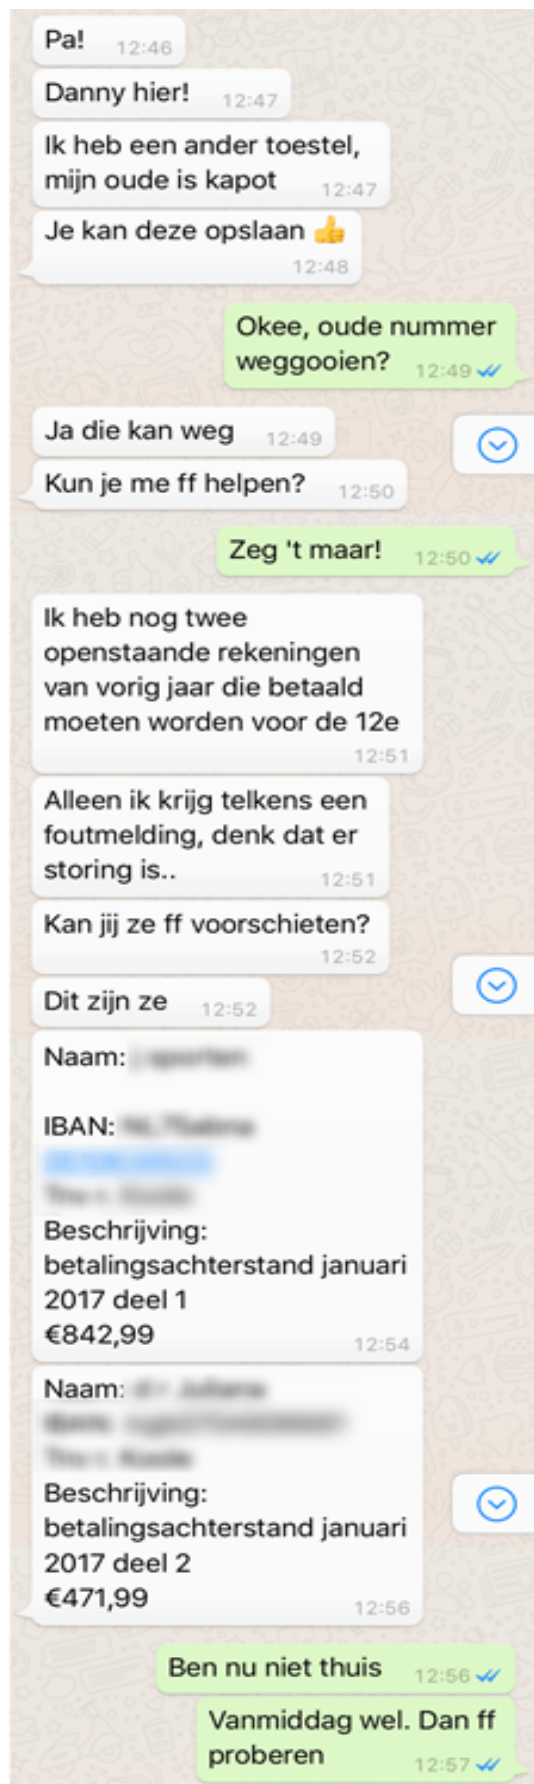 Pa! 12:46
Danny hier! 12:47
Ik heb een ander toestel,
mijn oude is kapot 12:47
Je kan deze opslaan 👍
12:48
Okee, oude nummer
weggooien? 12:49
Ja die kan weg 12:49
Kun je me ff helpen? 12:50
Zeg 't maar! 12:50
Ik heb nog twee
openstaande rekeningen
van vorig jaar die betaald
moeten worden voor de 12e
12:51
Alleen ik krijg telkens een
foutmelding, denk dat er
storing is.. 12:51
Kan jij ze ff voorschieten?
12:52
Dit zijn ze 12:52
Naam:
IBAN:
Beschrijving:
betalingsachterstand januari
2017 deel 1
€842,99 12:54
Naam:
Beschrijving:
betalingsachterstand januari
2017 deel 2
€471,99 12:56
Ben nu niet thuis 12:56
Vanmiddag wel. Dan ff
proberen 12:57